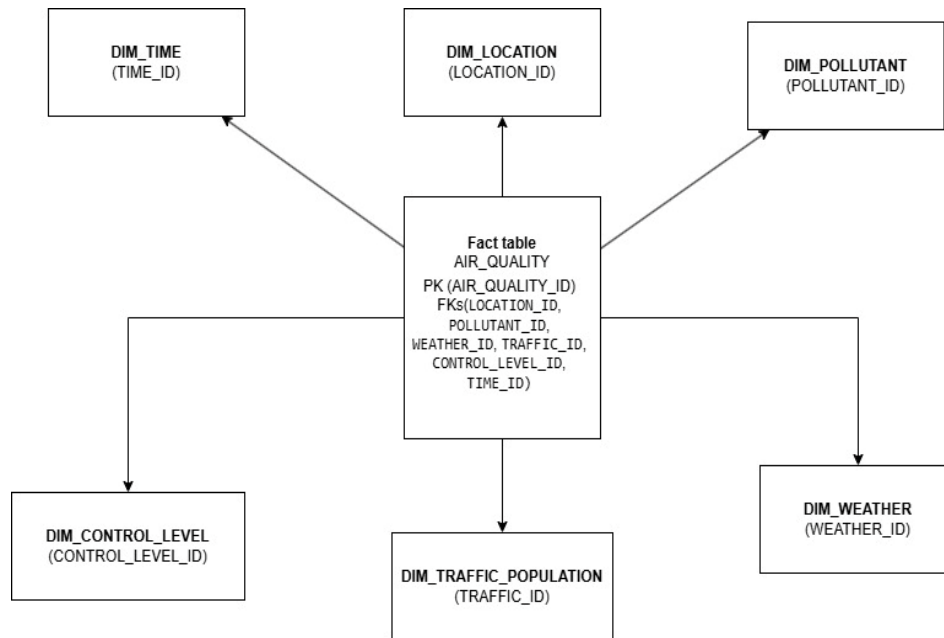 DIM_TIME
(TIME_ID)
DIM_LOCATION
(LOCATION_ID)
DIM_POLLUTANT
(POLLUTANT_ID)
Fact table
AIR_QUALITY
PK (AIR_QUALITY_ID)
FKs(LOCATION_ID,
POLLUTANT_ID,
WEATHER_ID, TRAFFIC_ID,
CONTROL_LEVEL_ID,
TIME_ID)
DIM_CONTROL_LEVEL
(CONTROL_LEVEL_ID)
DIM_TRAFFIC_POPULATION
(TRAFFIC_ID)
DIM_WEATHER
(WEATHER_ID)